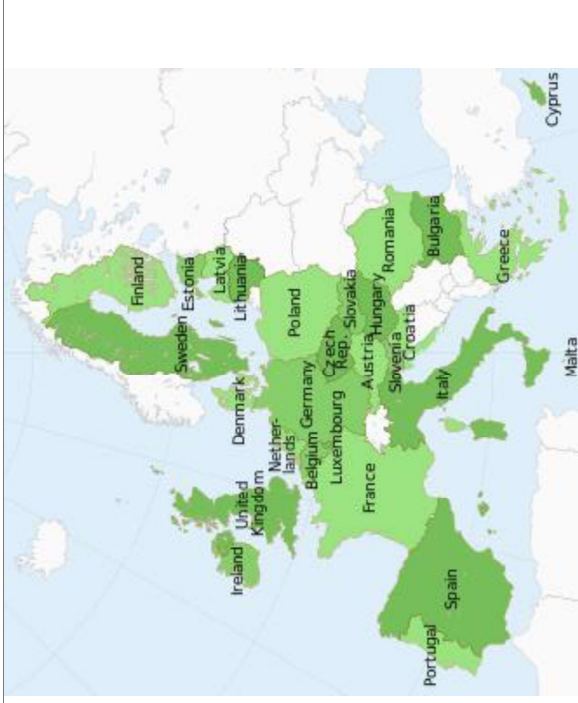 Finland
Sweden
Estonia
Latvia
Lithuania
Denmark
Ireland
United
Kingdom
Nether-
lands
Belgium
Luxembourg
Germany
Poland
Czech
Rep.
Slovakia
Austria
Hungary
Romania
Slovenia
Croatia
Bulgaria
France
Italy
Portugal
Spain
Greece
Malta
Cyprus